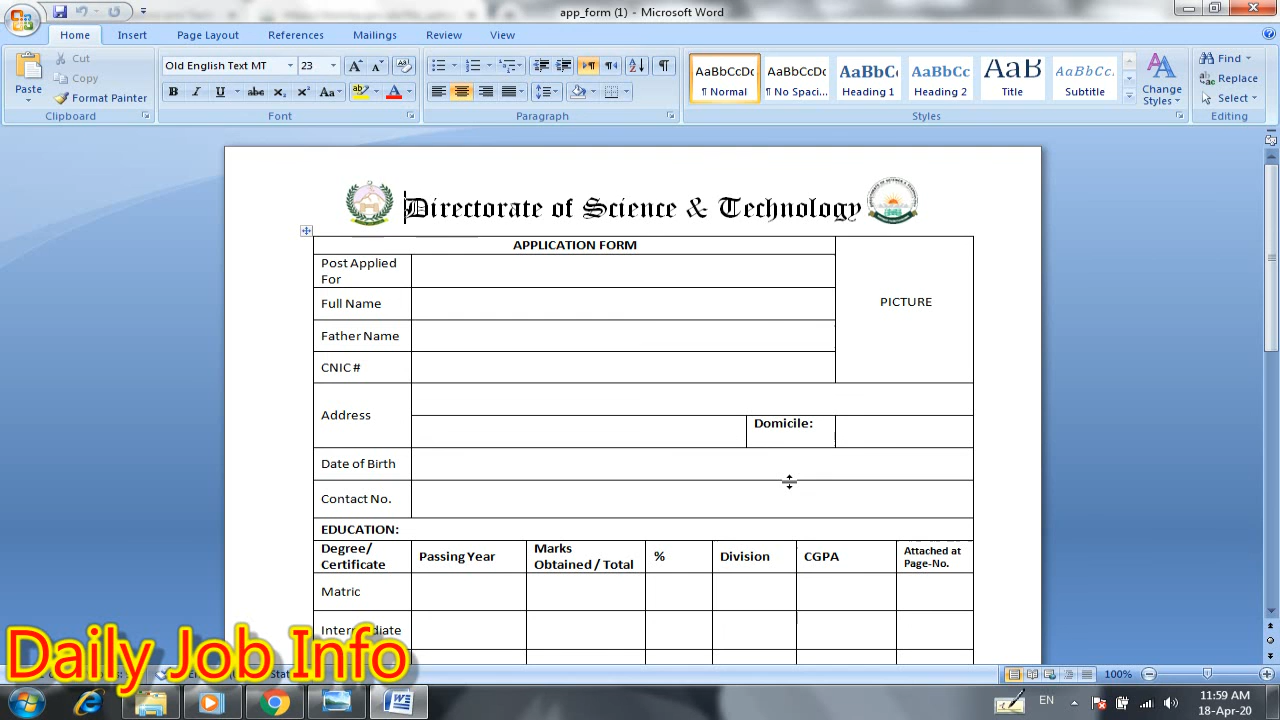 app_form (1) - Microsoft Word
Home Insert Page Layout References Mailings Review View
Paste
Cut
Copy
Format Painter
Clipboard
Old English Text MT 23
B I U abc x₂ x² Aa A
Font
Paragraph
AaBbCcDc AaBbCcDc AaBbC AaBbCc AaB AaBbCc.
¶ Normal ¶ No Spaci... Heading 1 Heading 2 Title Subtitle
Change Styles
Styles
Find
Replace
Select
Editing
Directorate of Science & Technology
APPLICATION FORM
PICTURE
Post Applied For
Full Name
Father Name
CNIC #
Address
Domicile:
Date of Birth
Contact No.
EDUCATION:
Degree/ Certificate Passing Year Marks Obtained / Total % Division CGPA Attached at Page-No.
Matric
Intermediate
Daily Job Info
100%
EN
11:59 AM
18-Apr-20